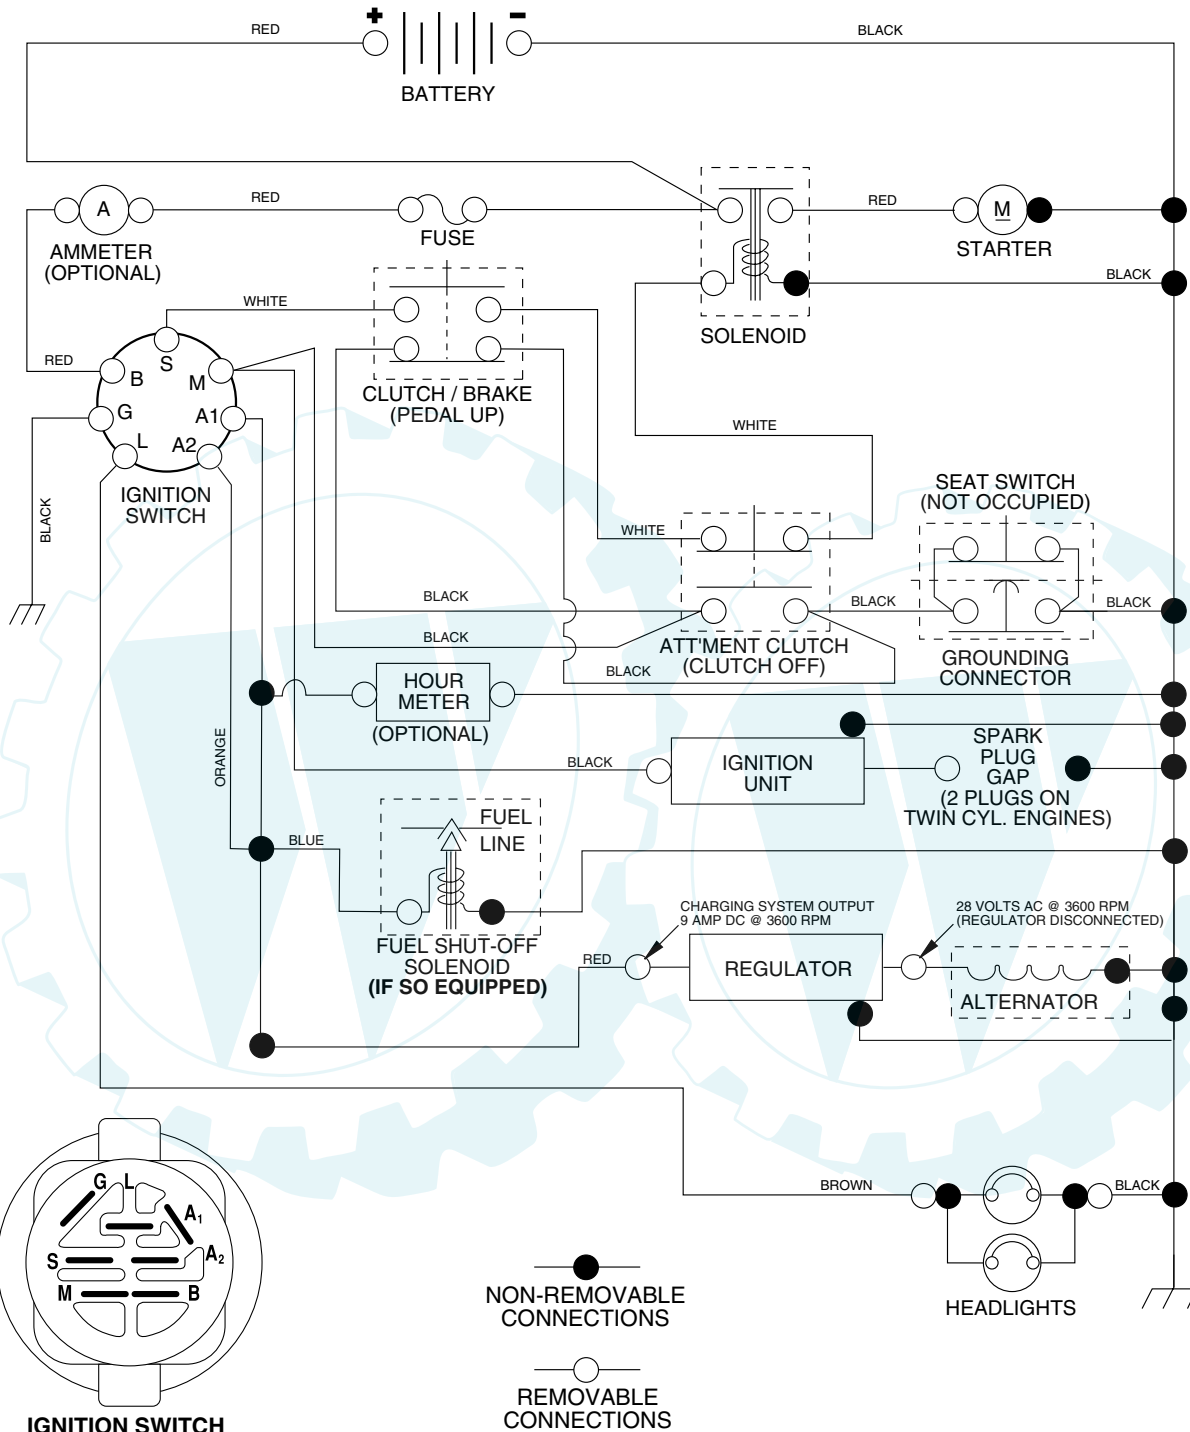 + −
RED
BLACK
BATTERY
RED
A
RED
M
AMMETER
(OPTIONAL)
FUSE
STARTER
BLACK
WHITE
SOLENOID
RED
S
B
M
CLUTCH / BRAKE
(PEDAL UP)
G
A1
L
A2
WHITE
IGNITION
SWITCH
BLACK
SEAT SWITCH
(NOT OCCUPIED)
WHITE
BLACK
BLACK
BLACK
BLACK
ATT'MENT CLUTCH
(CLUTCH OFF)
GROUNDING
CONNECTOR
BLACK
HOUR
METER
(OPTIONAL)
ORANGE
BLACK
IGNITION
UNIT
SPARK
PLUG
GAP
(2 PLUGS ON
TWIN CYL. ENGINES)
FUEL
LINE
BLUE
FUEL SHUT-OFF
SOLENOID
(IF SO EQUIPPED)
CHARGING SYSTEM OUTPUT
9 AMP DC @ 3600 RPM
28 VOLTS AC @ 3600 RPM
(REGULATOR DISCONNECTED)
RED
REGULATOR
ALTERNATOR
BROWN
BLACK
HEADLIGHTS
G L
A1
S
A2
M
B
IGNITION SWITCH
NON-REMOVABLE
CONNECTIONS
REMOVABLE
CONNECTIONS